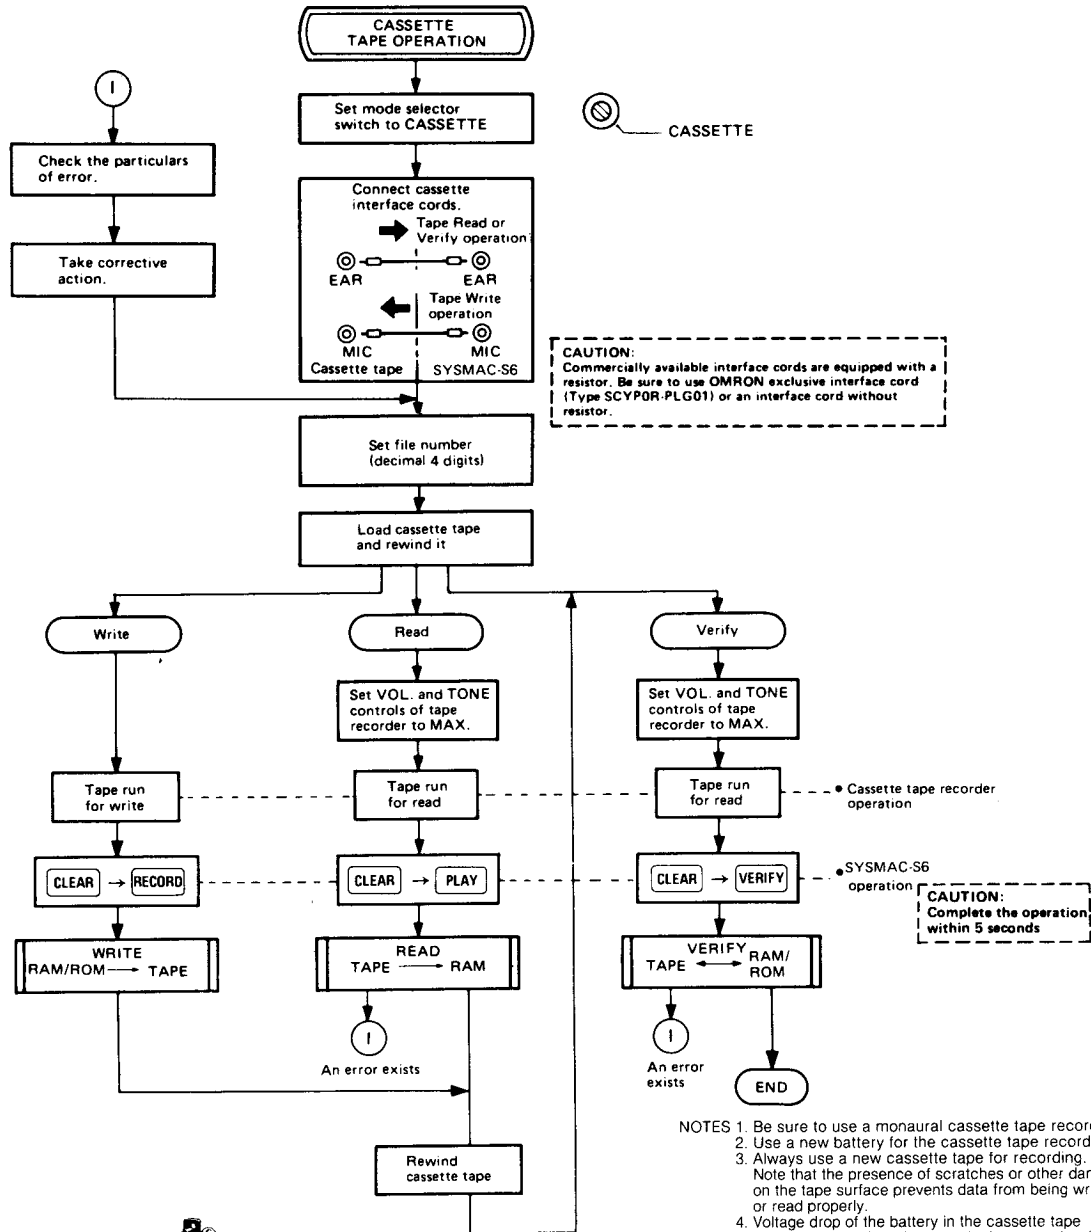 CASSETTE
TAPE OPERATION
I
Set mode selector
switch to CASSETTE
CASSETTE
Check the particulars
of error.
Take corrective
action.
Connect cassette
interface cords.
Tape Read or
Verify operation
EAR EAR
Tape Write
operation
MIC MIC
Cassette tape SYSMAC-S6
CAUTION:
Commercially available interface cords are equipped with a
resistor. Be sure to use OMRON exclusive interface cord
(Type SCYP0R-PLG01) or an interface cord without
resistor.
Set file number
(decimal 4 digits)
Load cassette tape
and rewind it
Write
Read
Verify
Set VOL. and TONE
controls of tape
recorder to MAX.
Set VOL. and TONE
controls of tape
recorder to MAX.
Tape run
for write
Tape run
for read
Tape run
for read
• Cassette tape recorder
operation
CLEAR → RECORD
CLEAR → PLAY
CLEAR → VERIFY
• SYSMAC-S6
operation
CAUTION:
Complete the operation
within 5 seconds
WRITE
RAM/ROM → TAPE
READ
TAPE → RAM
VERIFY
TAPE ↔ RAM/
ROM
I
An error exists
I
An error
exists
END
Rewind
cassette tape
NOTES 1. Be sure to use a monaural cassette tape
2. Use a new battery for the cassette tape
3. Always use a new cassette tape for recording.
Note that the presence of scratches or other
on the tape surface prevents data from being
or read properly.
4. Voltage drop of the battery in the cassette tape